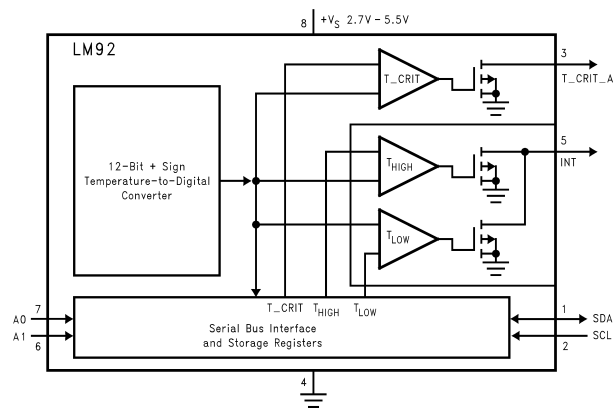 8 +VS 2.7V – 5.5V
LM92
3
T_CRIT
T_CRIT_A
12-Bit + Sign
Temperature-to-Digital
Converter
THIGH
5
INT
TLOW
T_CRIT THIGH TLOW
7
A0
A1
6
Serial Bus Interface
and Storage Registers
1
SDA
SCL
2
4